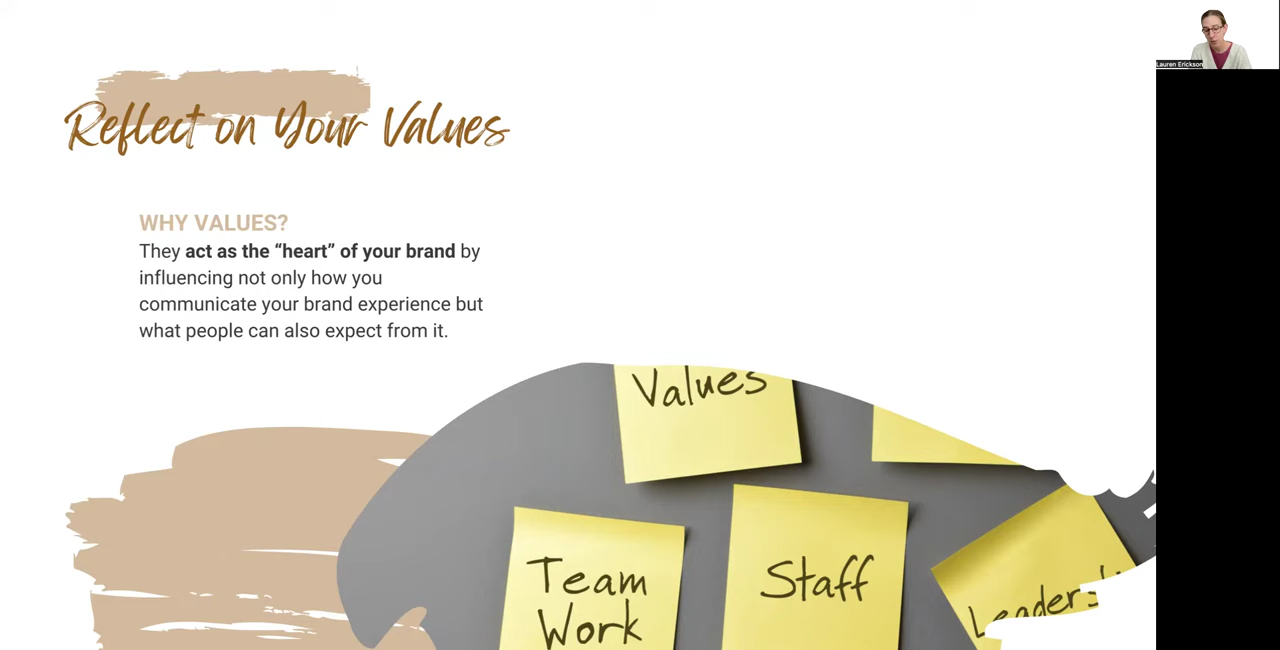 Lauren Erickson
Reflect on Your Values
WHY VALUES?
They act as the “heart” of your brand by
influencing not only how you
communicate your brand experience but
what people can also expect from it.
Values
Team
Work
Staff